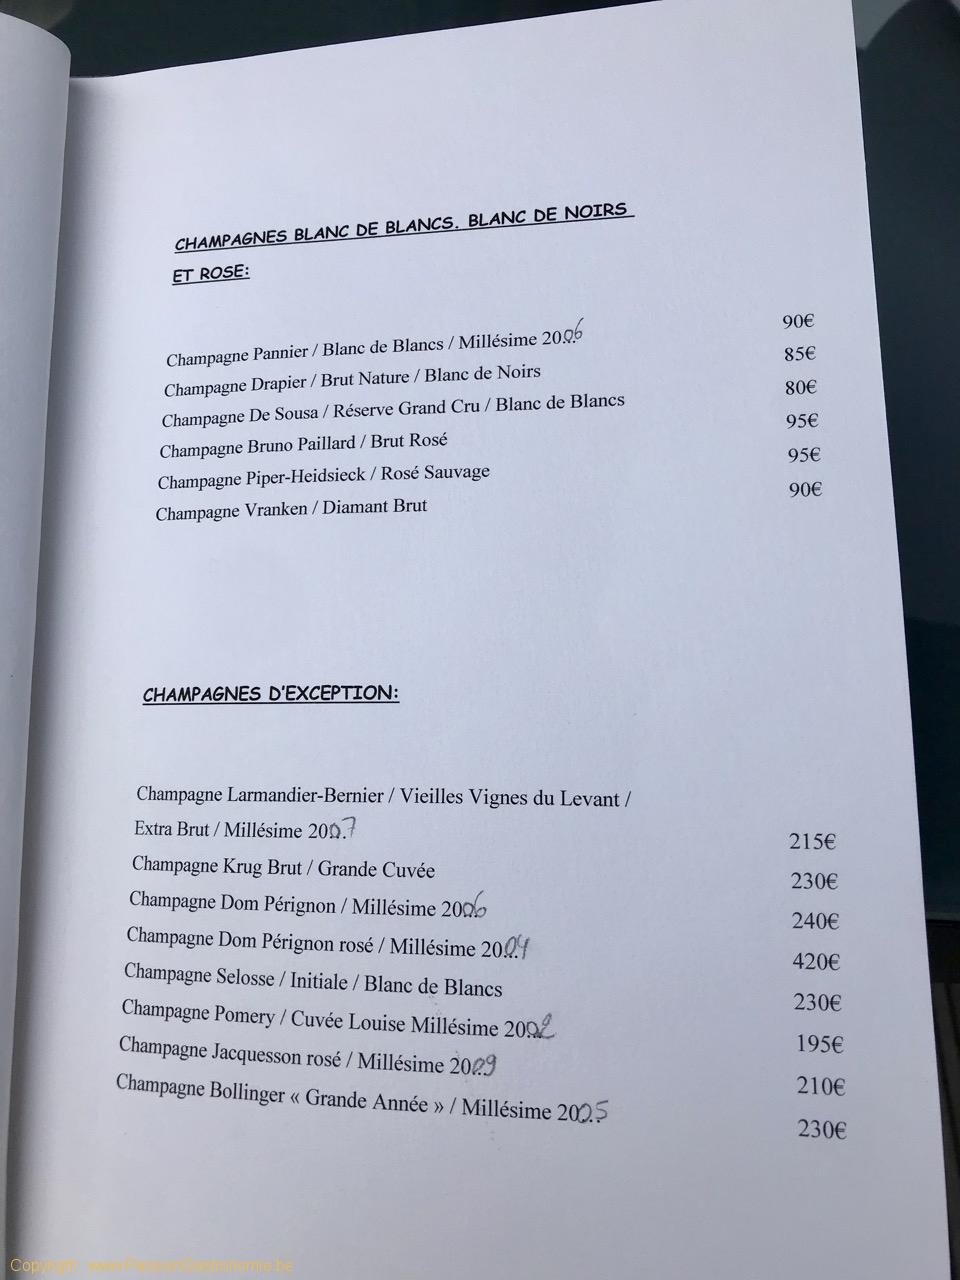 CHAMPAGNES BLANC DE BLANCS. BLANC DE NOIRS
ET ROSE:
Champagne Pannier / Blanc de Blancs / Millésime 2006 90€
Champagne Drapier / Brut Nature / Blanc de Noirs 85€
Champagne De Sousa / Réserve Grand Cru / Blanc de Blancs 80€
Champagne Bruno Paillard / Brut Rosé 95€
Champagne Piper-Heidsieck / Rosé Sauvage 95€
Champagne Vranken / Diamant Brut 90€
CHAMPAGNES D'EXCEPTION:
Champagne Larmandier-Bernier / Vieilles Vignes du Levant /
Extra Brut / Millésime 2007 215€
Champagne Krug Brut / Grande Cuvée 230€
Champagne Dom Pérignon / Millésime 2006 240€
Champagne Dom Pérignon rosé / Millésime 2004 420€
Champagne Selosse / Initiale / Blanc de Blancs 230€
Champagne Pomery / Cuvée Louise Millésime 2002 195€
Champagne Jacquesson rosé / Millésime 2009 210€
Champagne Bollinger « Grande Année » / Millésime 2005 230€
Copyright: www.PassionGastronomie.be